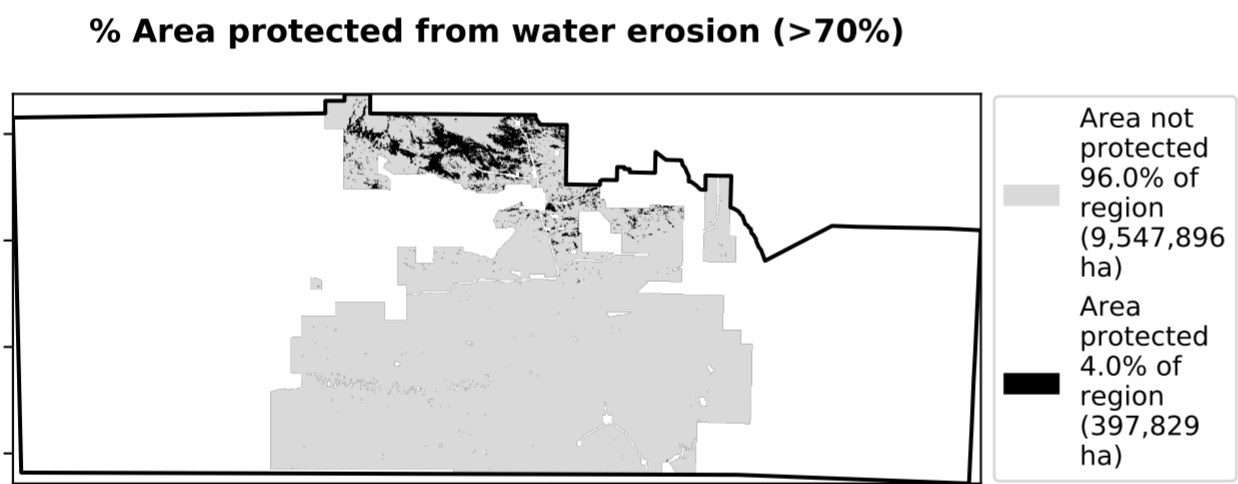 % Area protected from water erosion (>70%)
Area not
protected
96.0% of
region
(9,547,896
ha)
Area
protected
4.0% of
region
(397,829
ha)